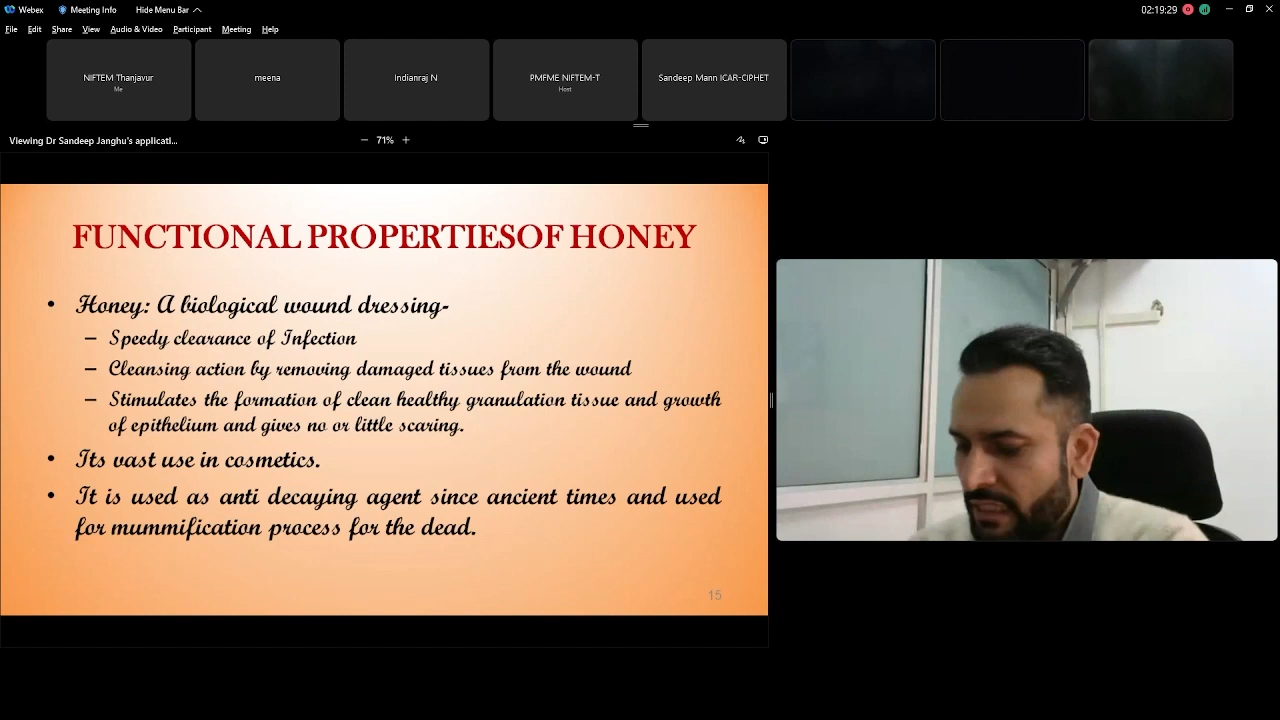 Webex Meeting Info Hide Menu Bar 02:19:29
File Edit Share View Audio & Video Participant Meeting Help
NIFTEM Thanjavur
Me
meena
Indianraj N
PMFME NIFTEM-T
Host
Sandeep Mann ICAR-CIPHET
Viewing Dr Sandeep Janghu's applicati...
71%
FUNCTIONAL PROPERTIESOF HONEY
• Honey: A biological wound dressing-
– Speedy clearance of Infection
– Cleansing action by removing damaged tissues from the wound
– Stimulates the formation of clean healthy granulation tissue and growth
of epithelium and gives no or little scaring.
• Its vast use in cosmetics.
• It is used as anti decaying agent since ancient times and used
for mummification process for the dead.
15